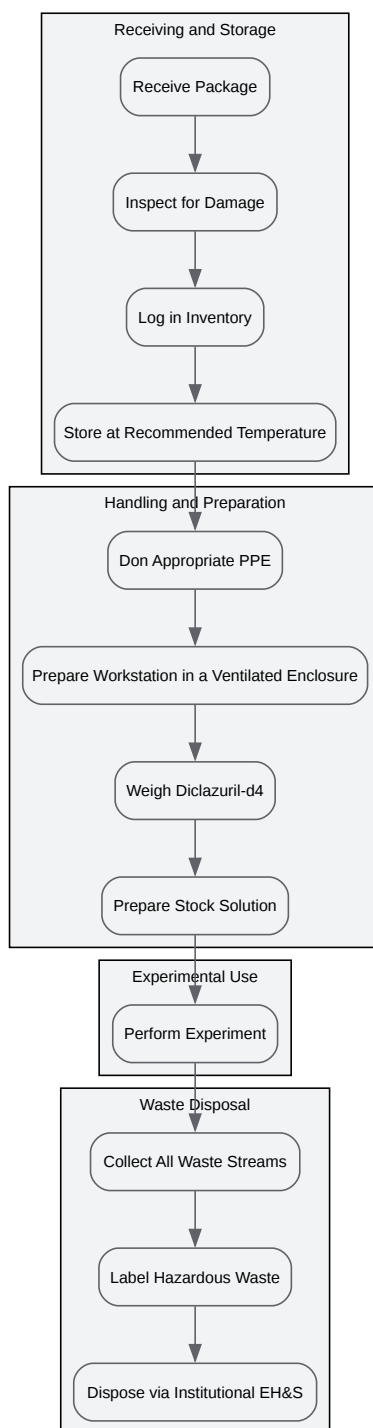 Receiving and Storage
Receive Package
Inspect for Damage
Log in Inventory
Store at Recommended Temperature
Handling and Preparation
Don Appropriate PPE
Prepare Workstation in a Ventilated Enclosure
Weigh Diclazuril-d4
Prepare Stock Solution
Experimental Use
Perform Experiment
Waste Disposal
Collect All Waste Streams
Label Hazardous Waste
Dispose via Institutional EH&S